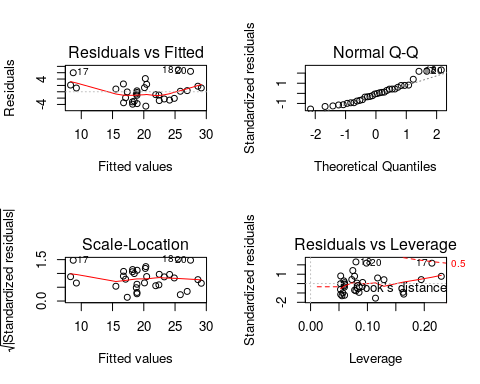 Residuals vs Fitted
Residuals
-4
4
17
18
20
10
15
20
25
30
Fitted values
Normal Q-Q
Standardized residuals
-1
1
20
-2
-1
0
1
2
Theoretical Quantiles
Scale-Location
√|Standardized residuals|
0.0
1.5
17
18
20
10
15
20
25
30
Fitted values
Residuals vs Leverage
Standardized residuals
-2
1
18
20
17
0.5
Cook's distance
0.00
0.10
0.20
Leverage